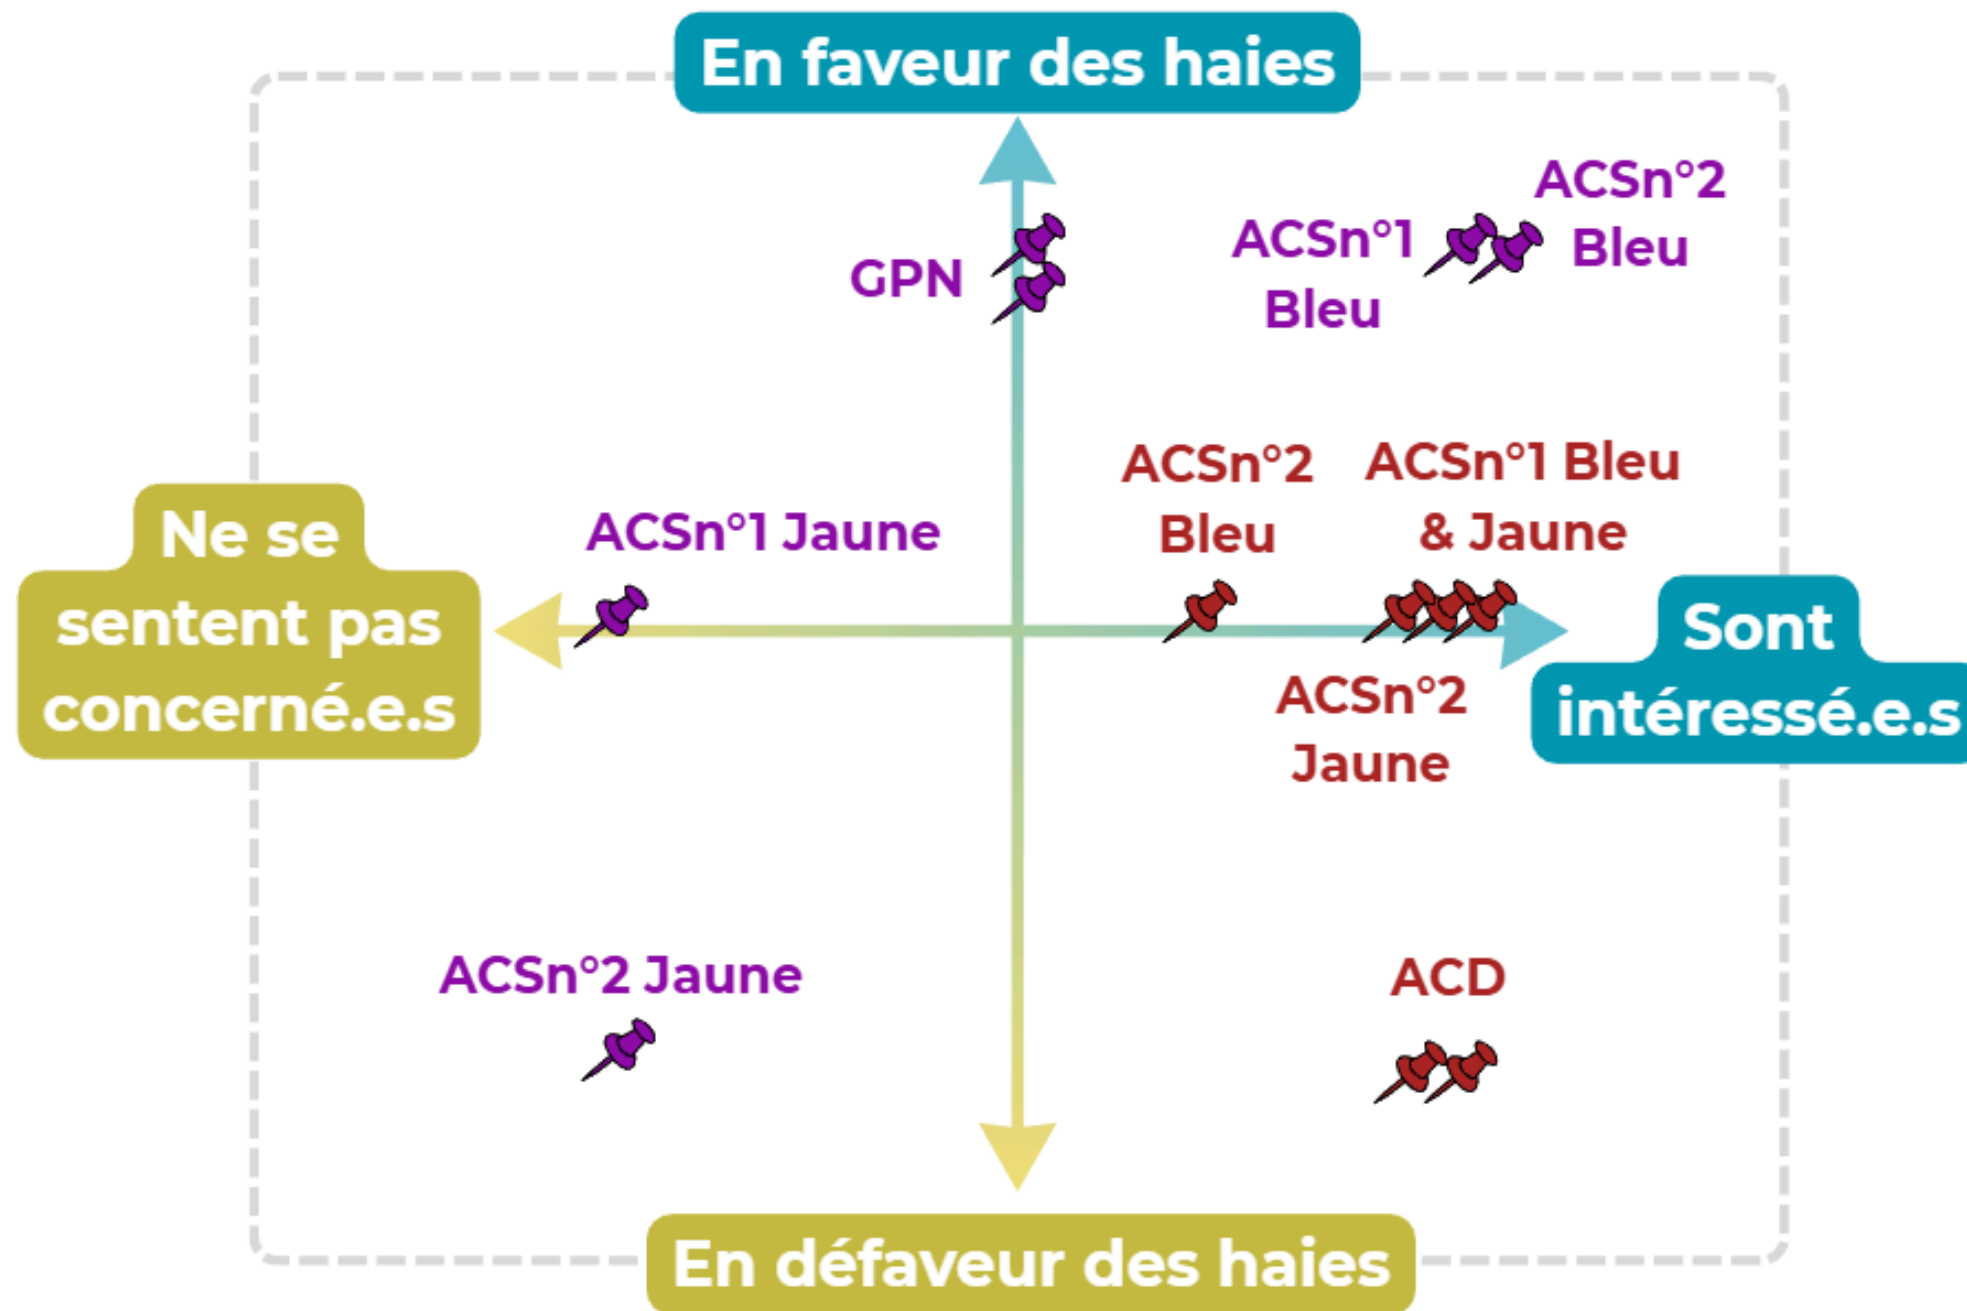 En faveur des haies
ACSn°2
Bleu
ACSn°1
Bleu
GPN
ACSn°2
Bleu
ACSn°1 Bleu
& Jaune
ACSn°1 Jaune
Ne se
sentent pas
concerné.e.s
Sont
intéressé.e.s
ACSn°2
Jaune
ACSn°2 Jaune
ACD
En défaveur des haies